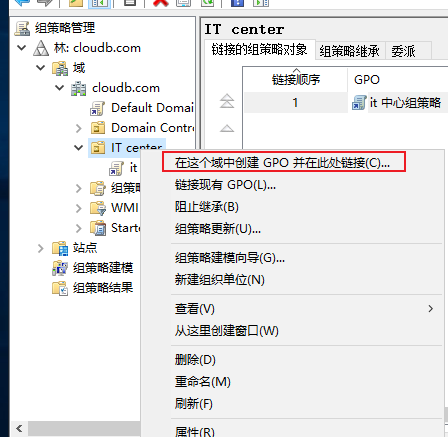 组策略管理
林: cloudb.com
域
cloudb.com
Default Domai
Domain Contro
IT center
it
组策略
WMI
Starte
站点
组策略建模
组策略结果
IT center
链接的组策略对象 组策略继承 委派
链接顺序 GPO
1 it 中心组策略
在这个域中创建 GPO 并在此处链接(C)...
链接现有 GPO(L)...
阻止继承(B)
组策略更新(U)...
组策略建模向导(G)...
新建组织单位(N)
查看(V)
从这里创建窗口(W)
删除(D)
重命名(M)
刷新(F)
属性(R)